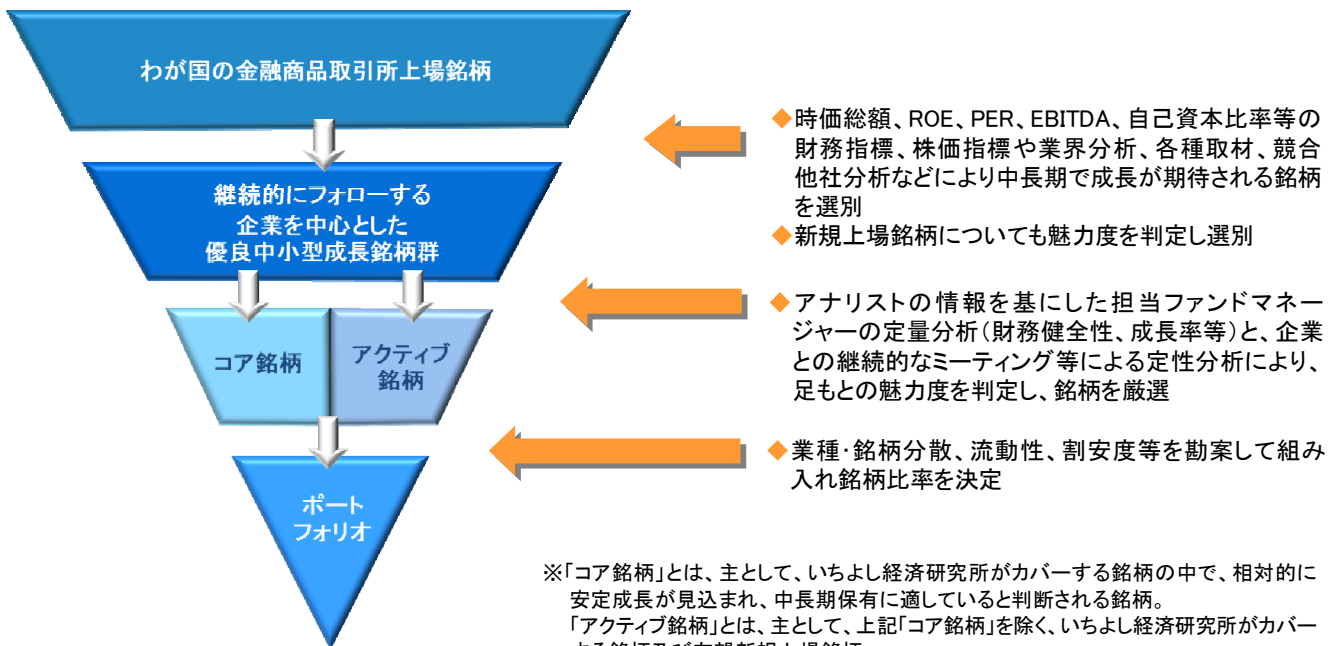 わが国の金融商品取引所上場銘柄
継続的にフォローする
企業を中心とした
優良中小型成長銘柄群
コア銘柄
アクティブ
銘柄
ポート
フォリオ
◆時価総額、ROE、PER、EBITDA、自己資本比率等の
財務指標、株価指標や業界分析、各種取材、競合
他社分析などにより中長期で成長が期待される銘柄
を選別
◆新規上場銘柄についても魅力度を判定し選別
◆アナリストの情報を基にした担当ファンドマネー
ジャーの定量分析(財務健全性、成長率等)と、企業
との継続的なミーティング等による定性分析により、
足もとの魅力度を判定し、銘柄を厳選
◆業種・銘柄分散、流動性、割安度等を勘案して組み
入れ銘柄比率を決定
※「コア銘柄」とは、主として、いちよし経済研究所がカバーする銘柄の中で、相対的に
安定成長が見込まれ、中長期保有に適していると判断される銘柄。
「アクティブ銘柄」とは、主として、上記「コア銘柄」を除く、いちよし経済研究所がカバー